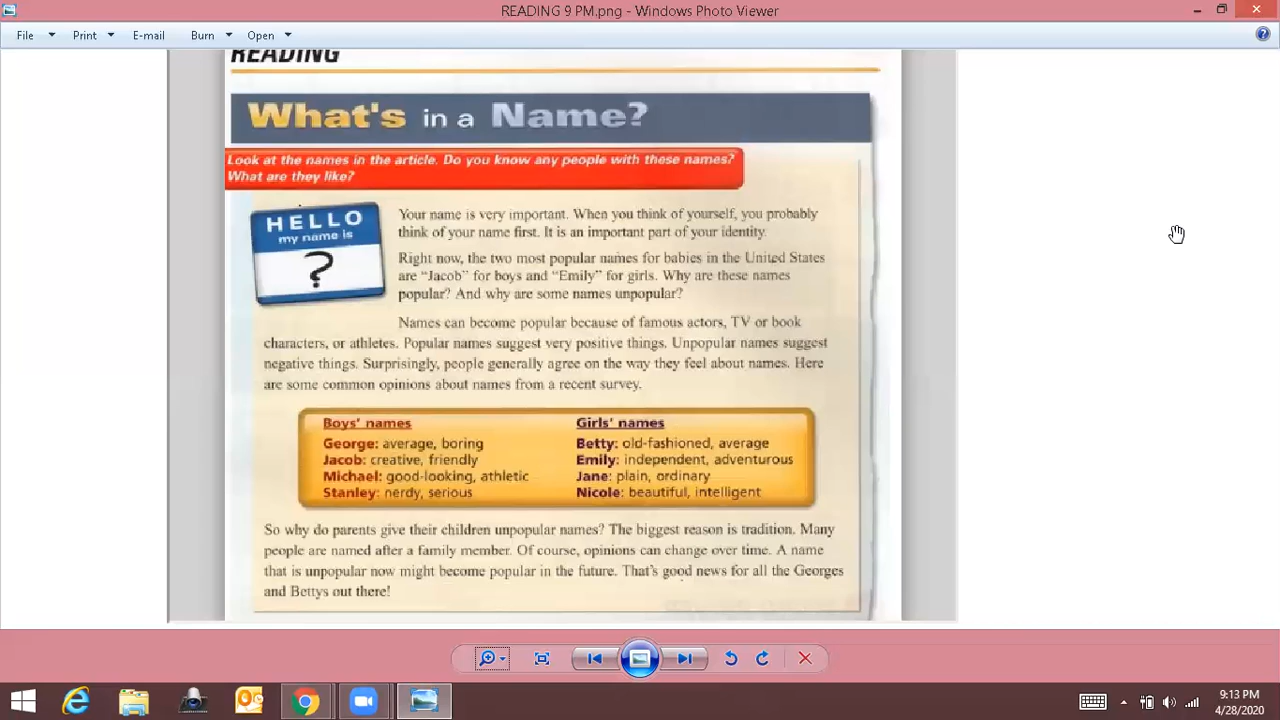 READING 9 PM.png - Windows Photo Viewer
File Print E-mail Burn Open
READING
What's in a Name?
Look at the names in the article. Do you know any people with these names?
What are they like?
HELLO
my name is
?
Your name is very important. When you think of yourself, you probably
think of your name first. It is an important part of your identity.
Right now, the two most popular names for babies in the United States
are “Jacob” for boys and “Emily” for girls. Why are these names
popular? And why are some names unpopular?
Names can become popular because of famous actors, TV or book
characters, or athletes. Popular names suggest very positive things. Unpopular names suggest
negative things. Surprisingly, people generally agree on the way they feel about names. Here
are some common opinions about names from a recent survey.
Boys' names
George: average, boring
Jacob: creative, friendly
Michael: good-looking, athletic
Stanley: nerdy, serious
Girls' names
Betty: old-fashioned, average
Emily: independent, adventurous
Jane: plain, ordinary
Nicole: beautiful, intelligent
So why do parents give their children unpopular names? The biggest reason is tradition. Many
people are named after a family member. Of course, opinions can change over time. A name
that is unpopular now might become popular in the future. That's good news for all the Georges
and Bettys out there!
9:13 PM
4/28/2020